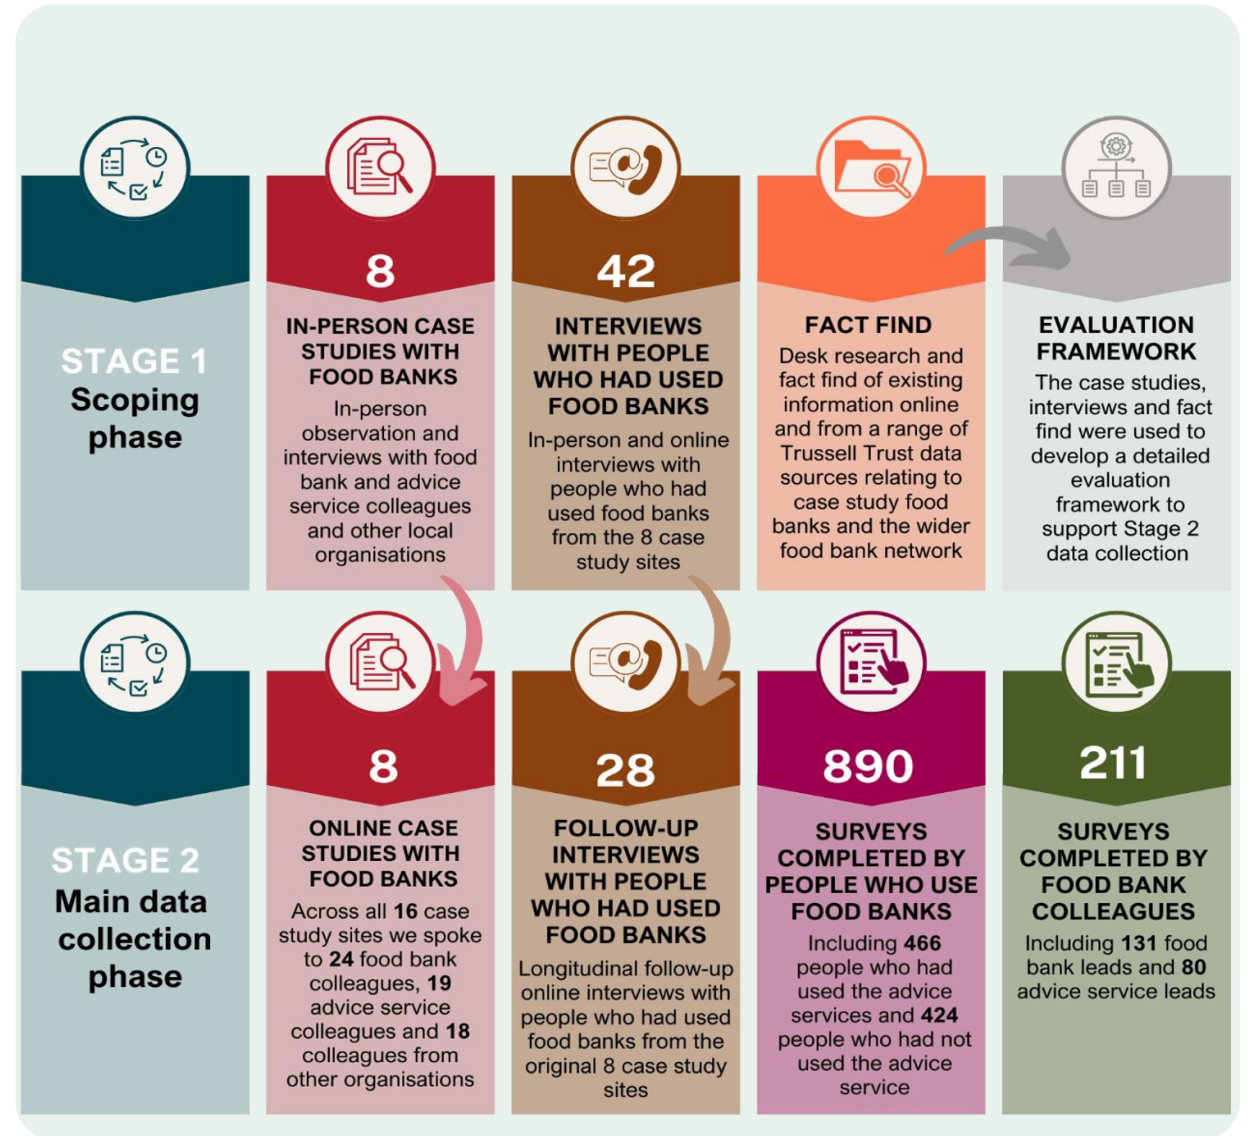 STAGE 1
Scoping
phase
8
IN-PERSON CASE
STUDIES WITH
FOOD BANKS
In-person
observation and
interviews with food
bank and advice
service colleagues
and other local
organisations
42
INTERVIEWS
WITH PEOPLE
WHO HAD USED
FOOD BANKS
In-person and online
interviews with
people who had
used food banks
from the 8 case
study sites
FACT FIND
Desk research and
fact find of existing
information online
and from a range of
Trussell Trust data
sources relating to
case study food
banks and the wider
food bank network
EVALUATION
FRAMEWORK
The case studies,
interviews and fact
find were used to
develop a detailed
evaluation
framework to
support Stage 2
data collection
STAGE 2
Main data
collection
phase
8
ONLINE CASE
STUDIES WITH
FOOD BANKS
Across all 16 case
study sites we spoke
to 24 food bank
colleagues, 19
advice service
colleagues and 18
colleagues from
other organisations
28
FOLLOW-UP
INTERVIEWS
WITH PEOPLE
WHO HAD USED
FOOD BANKS
Longitudinal follow-up
online interviews with
people who had used
food banks from the
original 8 case study
sites
890
SURVEYS
COMPLETED BY
PEOPLE WHO USE
FOOD BANKS
Including 466
people who had
used the advice
services and 424
people who had not
used the advice
service
211
SURVEYS
COMPLETED BY
FOOD BANK
COLLEAGUES
Including 131 food
bank leads and 80
advice service leads